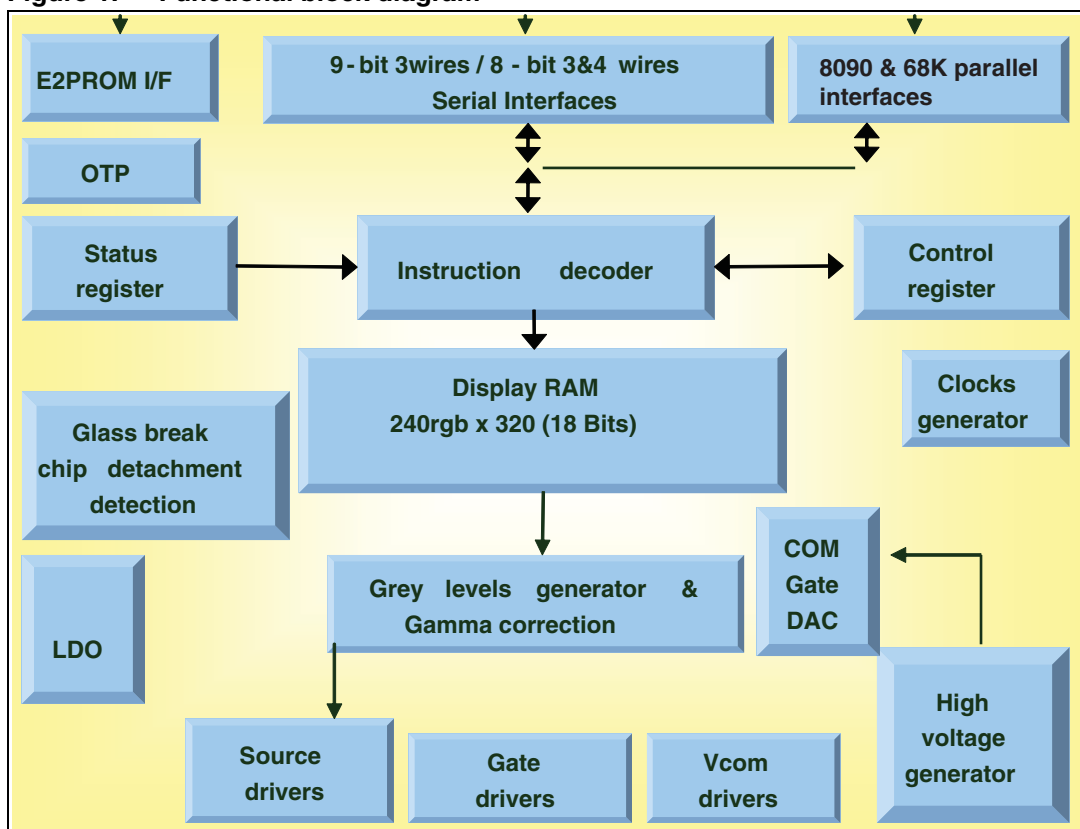 E2PROM I/F
9-bit 3wires / 8 - bit 3&4 wires
Serial Interfaces
8090 & 68K parallel
interfaces
OTP
Status
register
Instruction decoder
Control
register
Display RAM
240rgb x 320 (18 Bits)
Clocks
generator
Glass break
chip detachment
detection
COM
Gate
DAC
Grey levels generator &
Gamma correction
LDO
High
voltage
generator
Source
drivers
Gate
drivers
Vcom
drivers